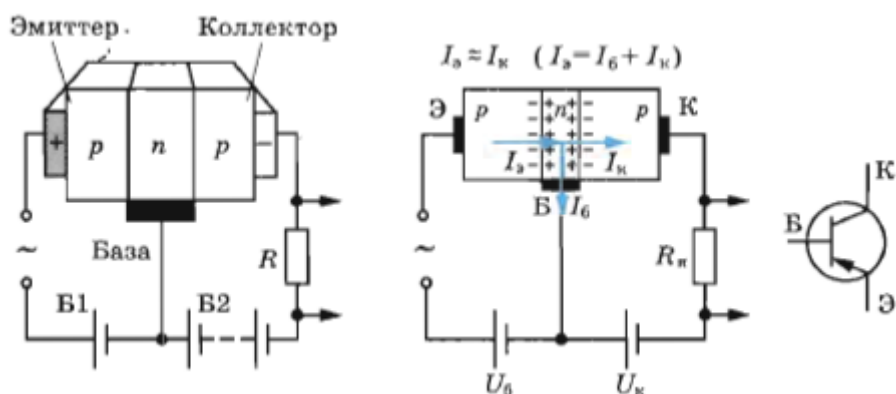 Эмиттер.
Коллектор
+
p
n
p
−
База
~
R
Б1
Б2
Iэ ≈ Iк (Iэ = Iб + Iк)
Э
p
n
p
К
Iэ
Iк
Б
Iб
~
Rн
Uб
Uк
К
Б
Э